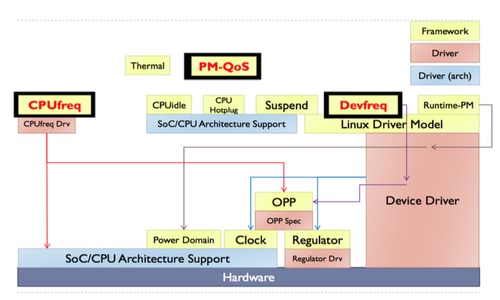 Framework
Driver
Driver (arch)
Thermal
PM-QoS
CPUfreq
CPUfreq Drv
CPUidle
CPU
Hotplug
Suspend
Devfreq
Runtime-PM
SoC/CPU Architecture Support
Linux Driver Model
OPP
OPP Spec
Device Driver
Power Domain
Clock
Regulator
SoC/CPU Architecture Support
Regulator Drv
Hardware